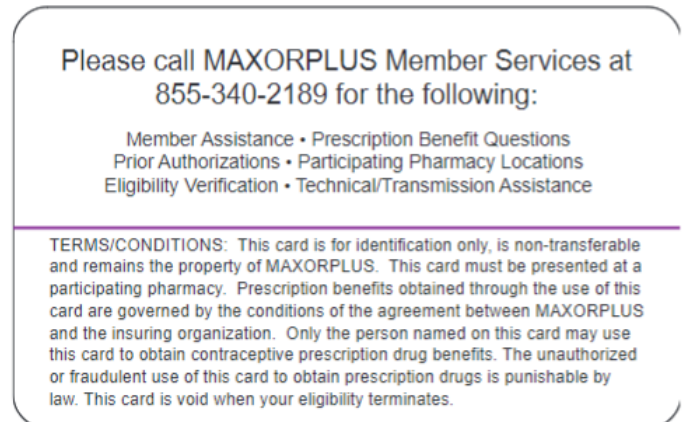 Please call MAXORPLUS Member Services at
855-340-2189 for the following:
Member Assistance • Prescription Benefit Questions
Prior Authorizations • Participating Pharmacy Locations
Eligibility Verification • Technical/Transmission Assistance
TERMS/CONDITIONS: This card is for identification only, is non-transferable
and remains the property of MAXORPLUS. This card must be presented at a
participating pharmacy. Prescription benefits obtained through the use of this
card are governed by the conditions of the agreement between MAXORPLUS
and the insuring organization. Only the person named on this card may use
this card to obtain contraceptive prescription drug benefits. The unauthorized
or fraudulent use of this card to obtain prescription drugs is punishable by
law. This card is void when your eligibility terminates.